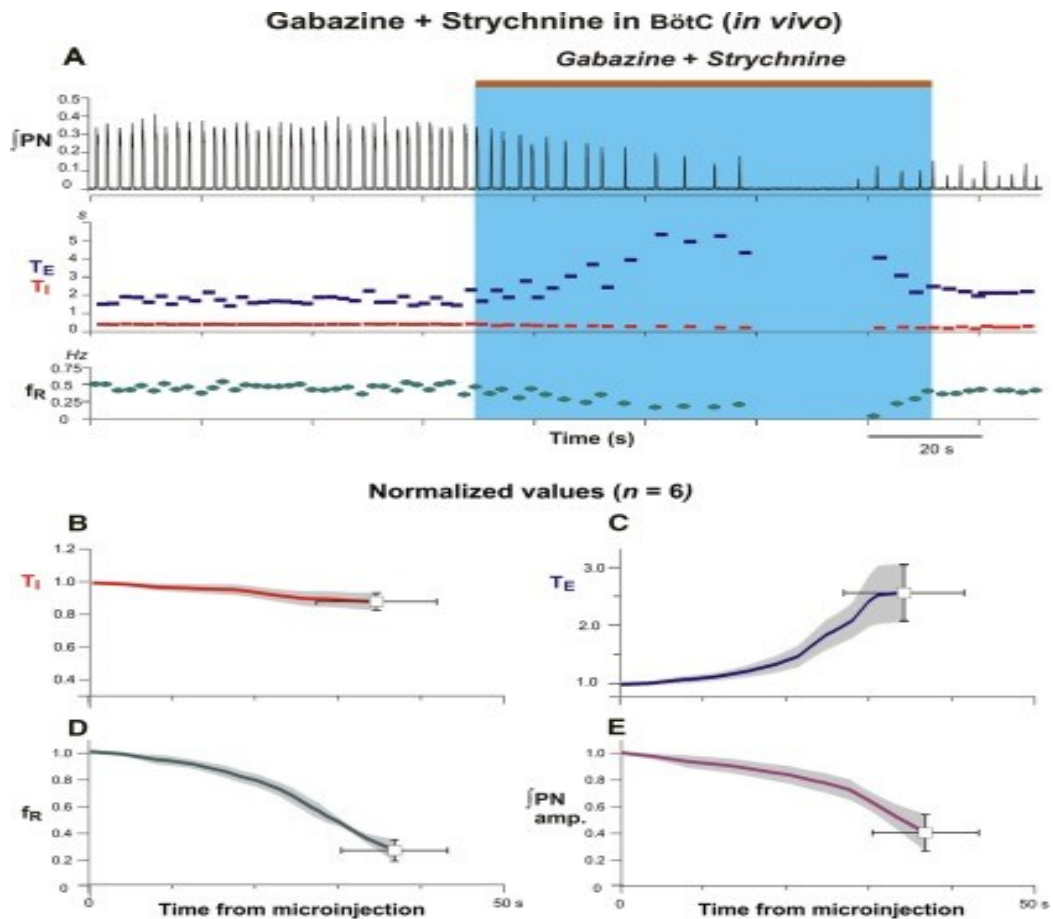 Gabazine + Strychnine in BötC (in vivo)
A
Gabazine + Strychnine
0.5
0.4
0.3
0.2
0.1
0
∫PN
s
5
4
3
2
1
0
TE
TI
Hz
0.75
0.5
0.25
0
fR
Time (s)
20 s
Normalized values (n = 6)
B
1.2
1.0
0.8
0.6
0.4
TI
C
3.0
2.5
1.0
TE
D
1.0
0.8
0.6
0.4
0.2
0
fR
0
50 s
Time from microinjection
E
1.0
0.8
0.6
0.4
0.2
0
∫PN
amp.
0
50 s
Time from microinjection